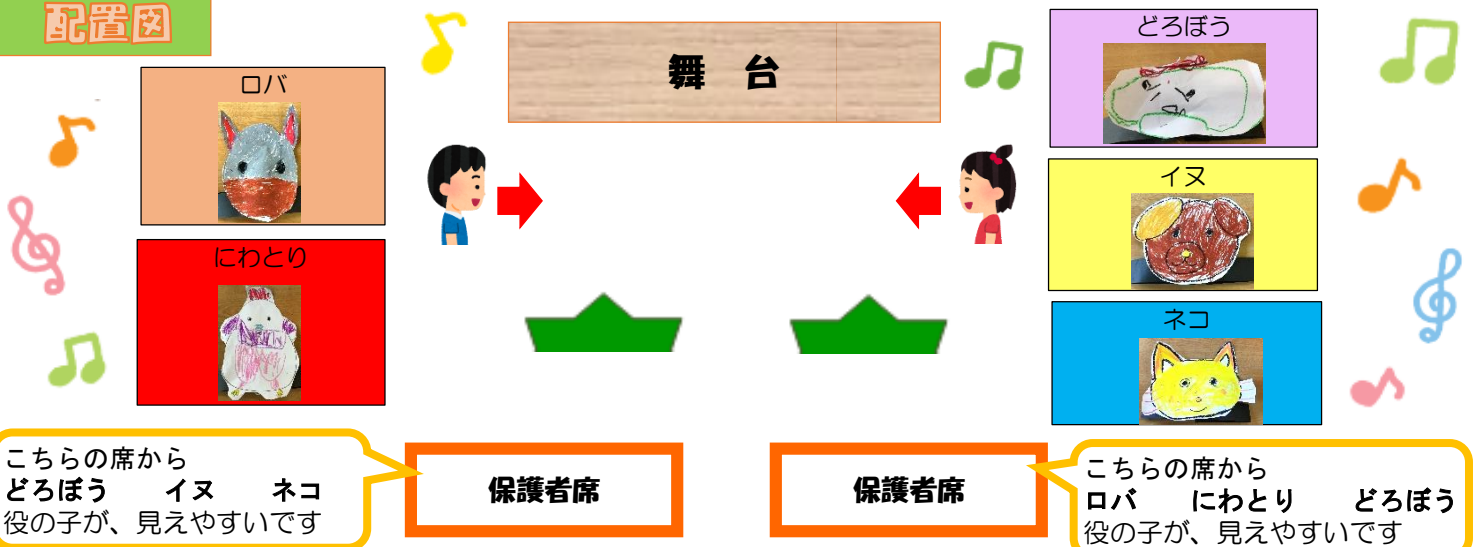 配置図
舞 台
ロバ
にわとり
どろぼう
イヌ
ネコ
こちらの席から
どろぼう イヌ ネコ
役の子が、見えやすいです
保護者席
保護者席
こちらの席から
ロバ にわとり どろぼう
役の子が、見えやすいです